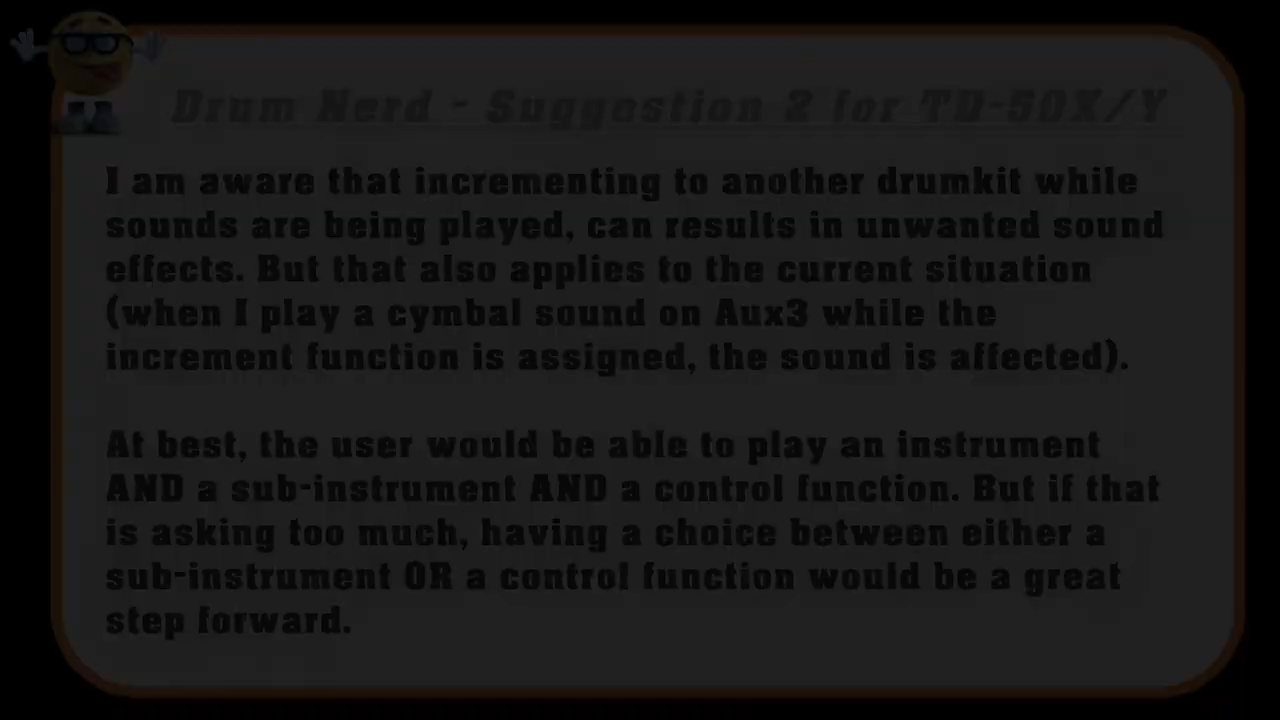 Drum Nerd - Suggestion 2 for TD-50X/Y
I am aware that incrementing to another drumkit while
sounds are being played, can results in unwanted sound
effects. But that also applies to the current situation
(when I play a cymbal sound on Aux3 while the
increment function is assigned, the sound is affected).
At best, the user would be able to play an instrument
AND a sub-instrument AND a control function. But if that
is asking too much, having a choice between either a
sub-instrument OR a control function would be a great
step forward.